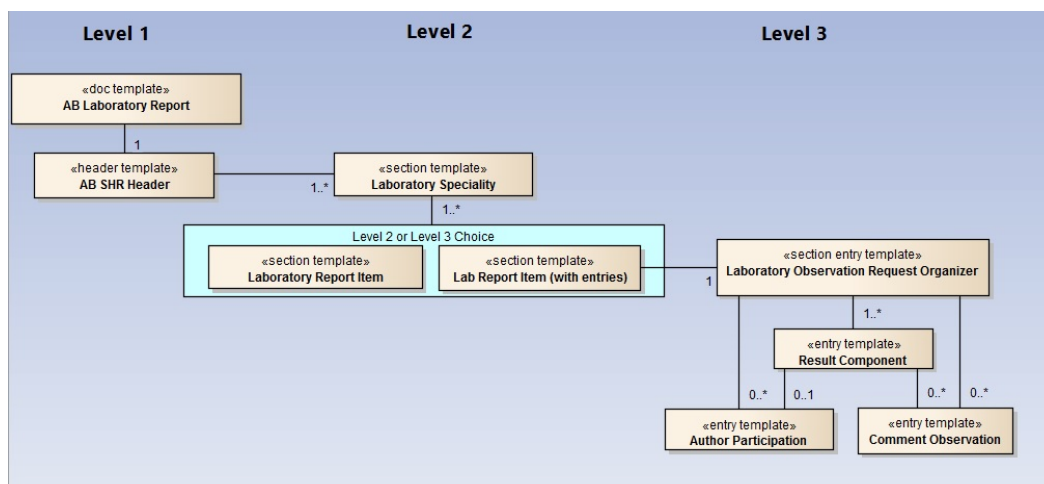 Level 1
Level 2
Level 3
«doc template»
AB Laboratory Report
1
«header template»
AB SHR Header
1..*
«section template»
Laboratory Speciality
1..*
Level 2 or Level 3 Choice
«section template»
Laboratory Report Item
«section template»
Lab Report Item (with entries)
1
«section entry template»
Laboratory Observation Request Organizer
1..*
«entry template»
Result Component
0..*
0..1
0..*
0..*
«entry template»
Author Participation
«entry template»
Comment Observation